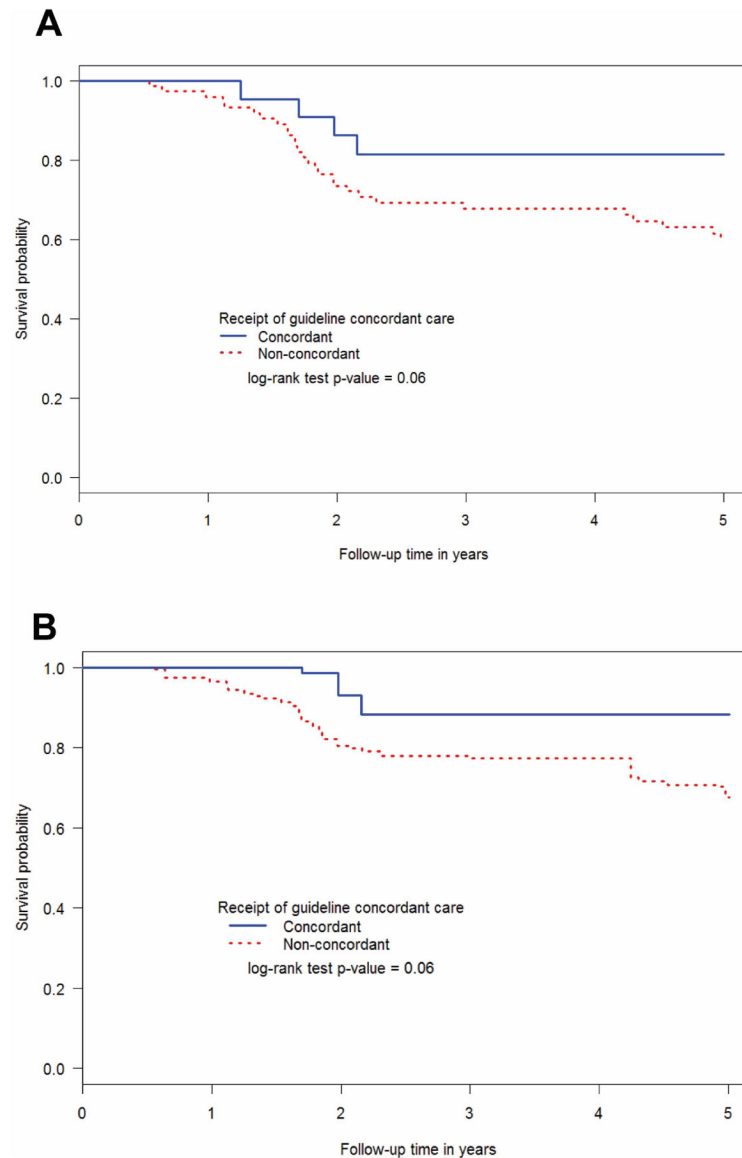 A
1.0
0.8
0.6
0.4
0.2
0.0
Survival probability
Receipt of guideline concordant care
Concordant
Non-concordant
log-rank test p-value = 0.06
0 1 2 3 4 5
Follow-up time in years
B
1.0
0.8
0.6
0.4
0.2
0.0
Survival probability
Receipt of guideline concordant care
Concordant
Non-concordant
log-rank test p-value = 0.06
0 1 2 3 4 5
Follow-up time in years